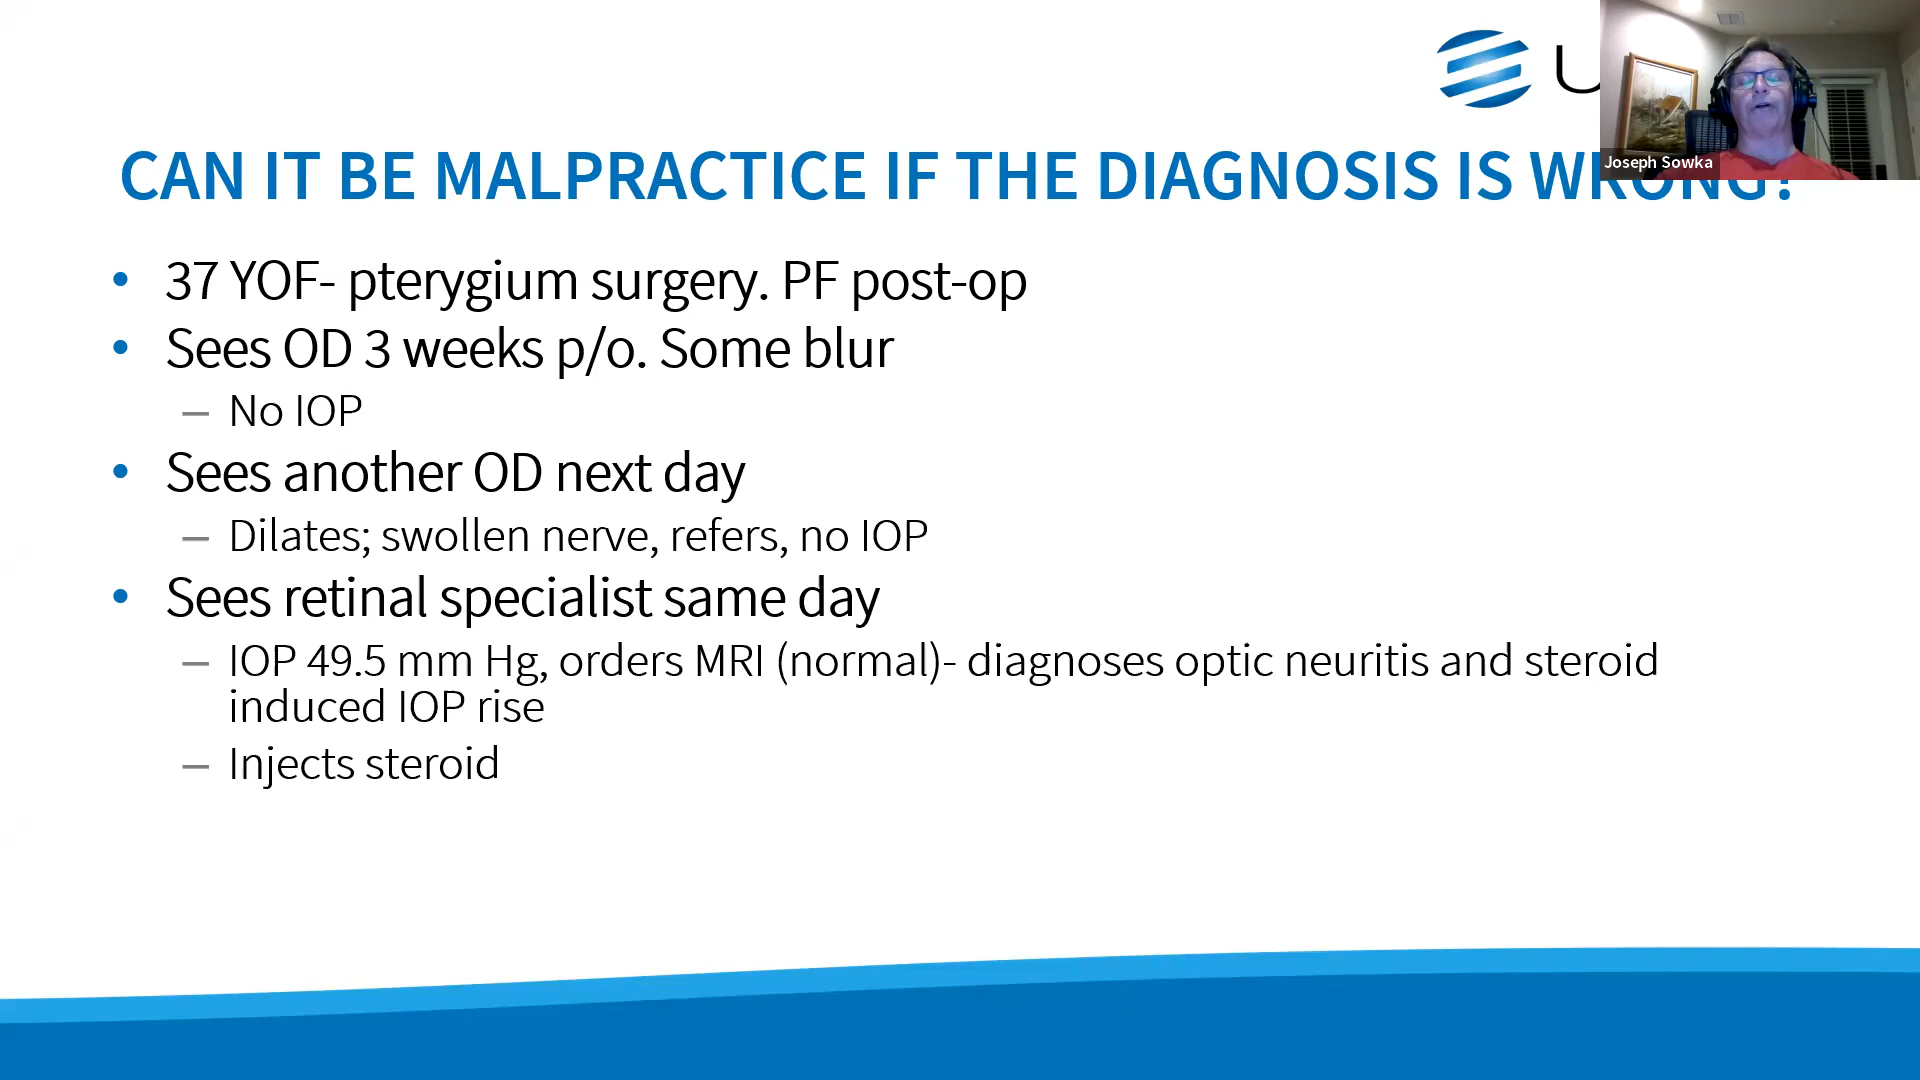 U
Joseph Sowka
CAN IT BE MALPRACTICE IF THE DIAGNOSIS IS WRONG?
• 37 YOF- pterygium surgery. PF post-op
• Sees OD 3 weeks p/o. Some blur
– No IOP
• Sees another OD next day
– Dilates; swollen nerve, refers, no IOP
• Sees retinal specialist same day
– IOP 49.5 mm Hg, orders MRI (normal)- diagnoses optic neuritis and steroid
induced IOP rise
– Injects steroid